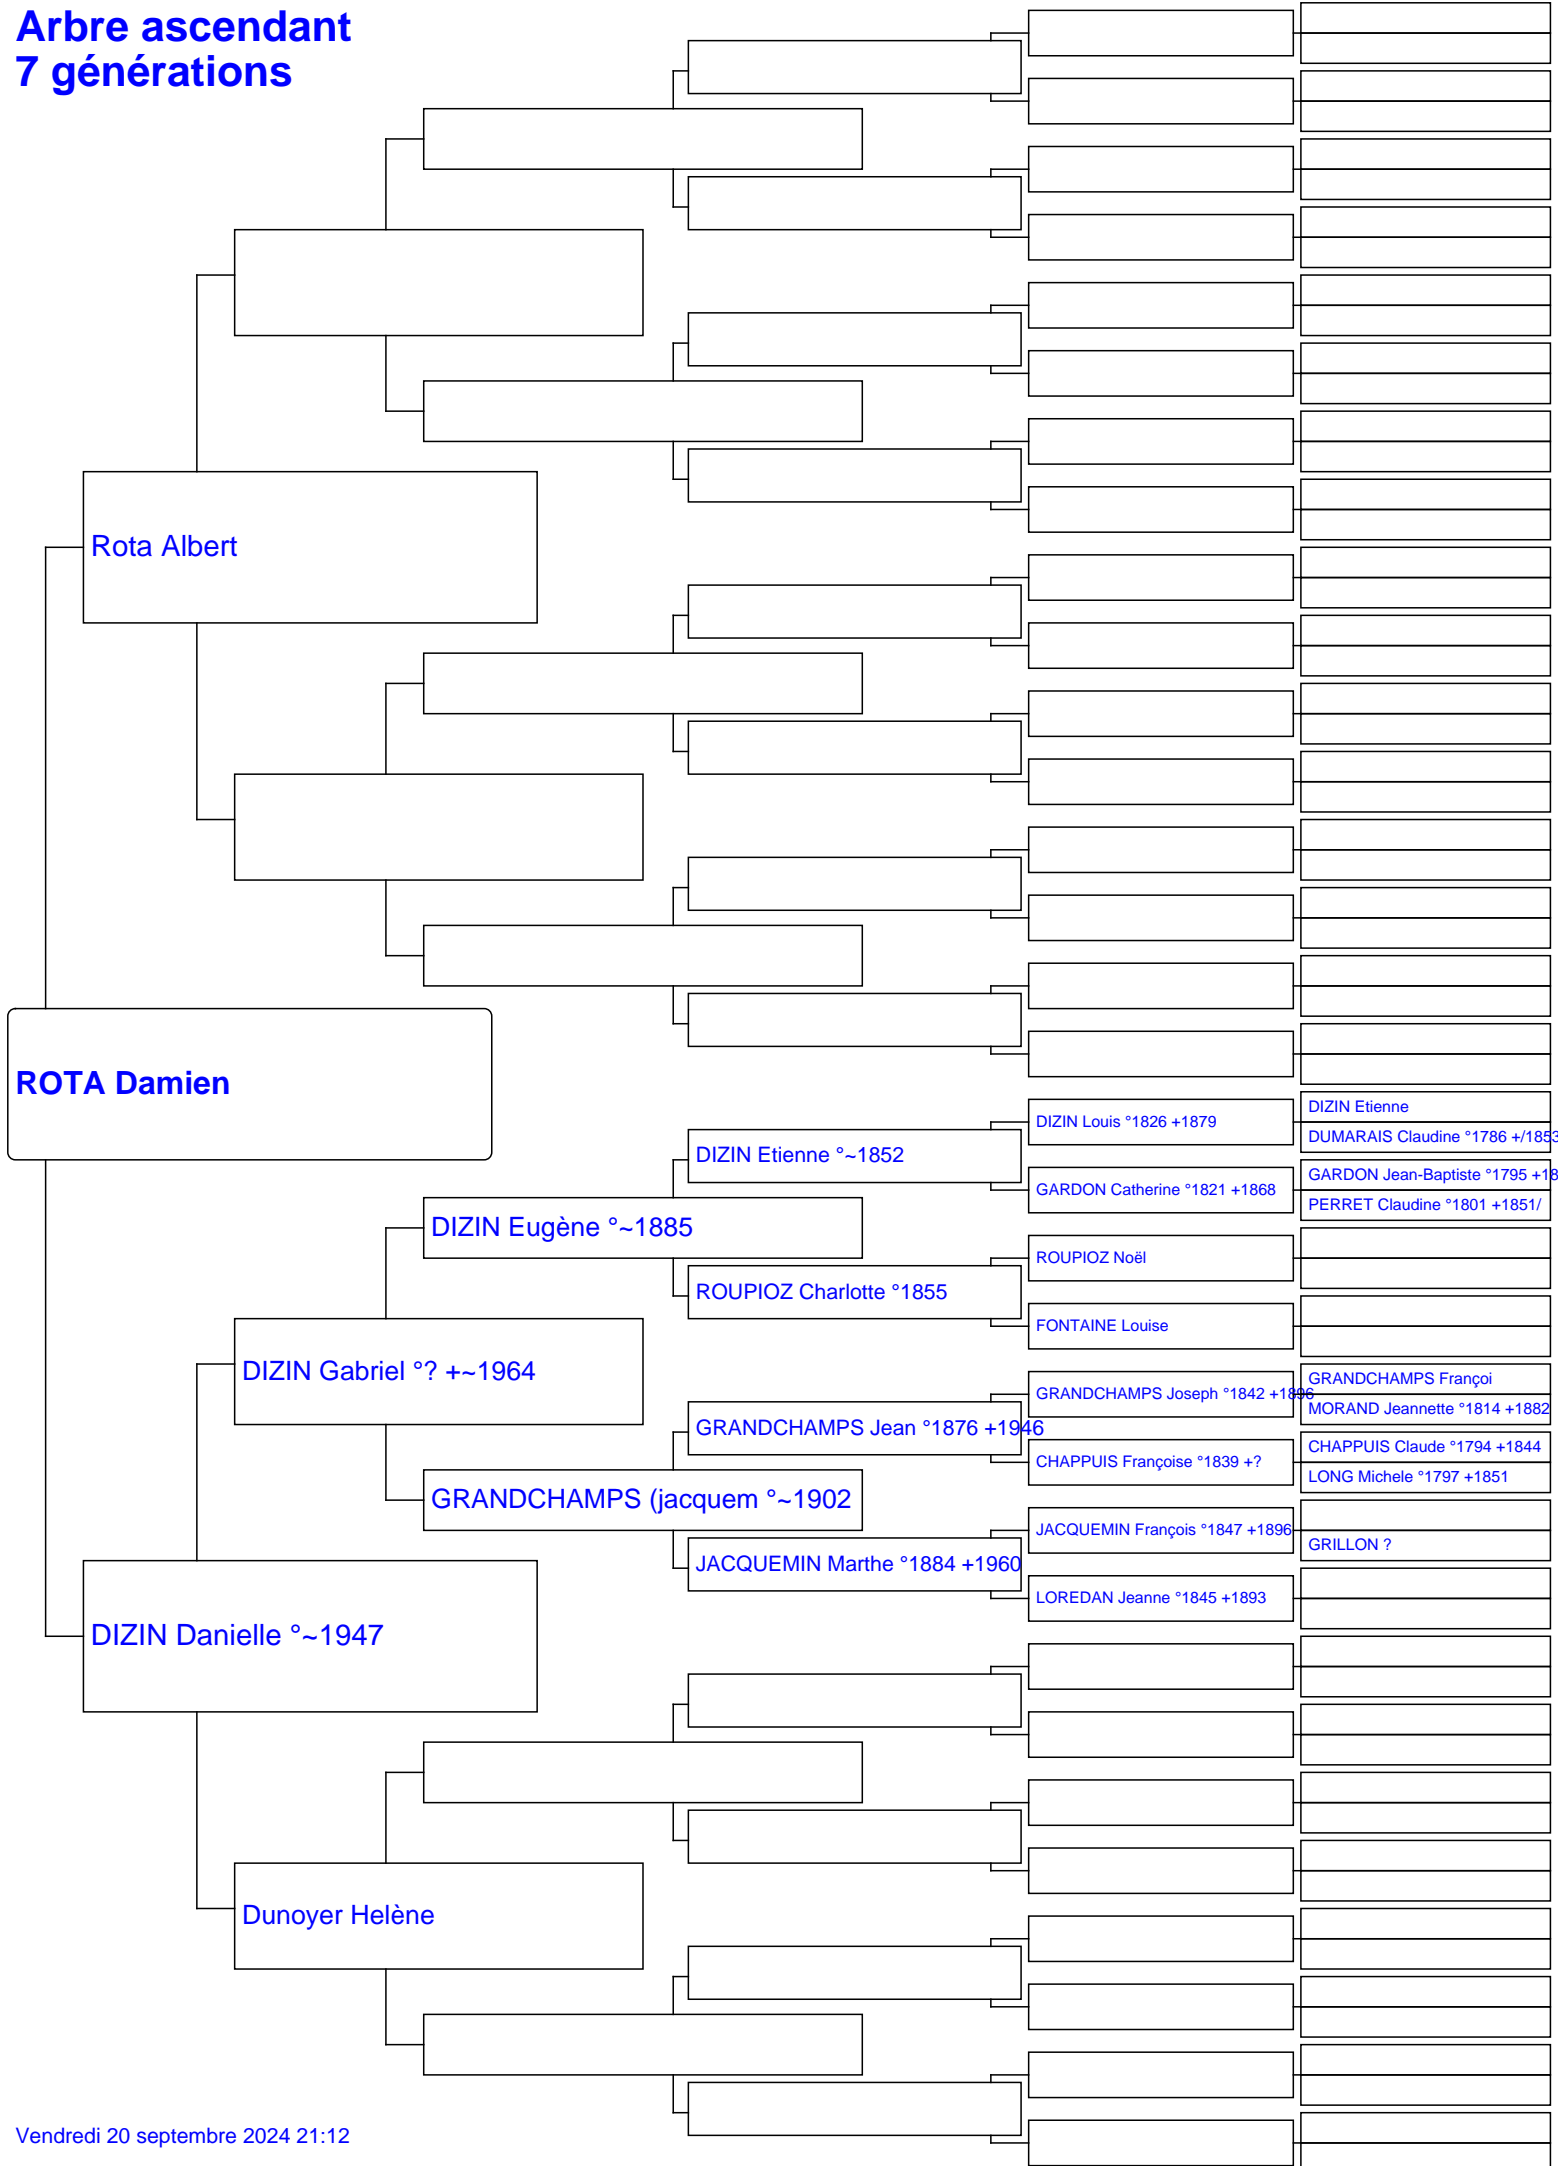 Arbre ascendant
7 générations
Rota Albert
ROTA Damien
DIZIN Etienne
DIZIN Louis °1826 +1879
DUMARAIS Claudine °1786 +/1853
DIZIN Etienne °~1852
GARDON Jean-Baptiste °1795 +18
GARDON Catherine °1821 +1868
PERRET Claudine °1801 +1851/
DIZIN Eugène °~1885
ROUPIOZ Noël
ROUPIOZ Charlotte °1855
FONTAINE Louise
DIZIN Gabriel °? +~1964
GRANDCHAMPS Françoi
GRANDCHAMPS Joseph °1842 +1896
MORAND Jeannette °1814 +1882
GRANDCHAMPS Jean °1876 +1946
CHAPPUIS Claude °1794 +1844
CHAPPUIS Françoise °1839 +?
LONG Michele °1797 +1851
GRANDCHAMPS (jacquem °~1902
JACQUEMIN François °1847 +1896
GRILLON ?
JACQUEMIN Marthe °1884 +1960
LOREDAN Jeanne °1845 +1893
DIZIN Danielle °~1947
Dunoyer Helène
Vendredi 20 septembre 2024 21:12